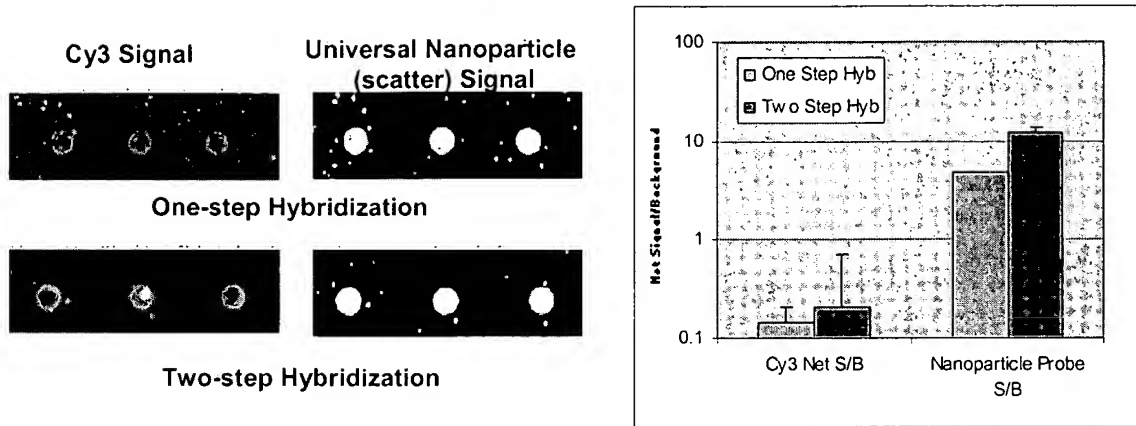 Cy3 Signal
Universal Nanoparticle
(scatter) Signal
One-step Hybridization
Two-step Hybridization
100
10
1
0.1
Net Signal/Background
One Step Hyb
Two Step Hyb
Cy3 Net S/B
Nanoparticle Probe
S/B